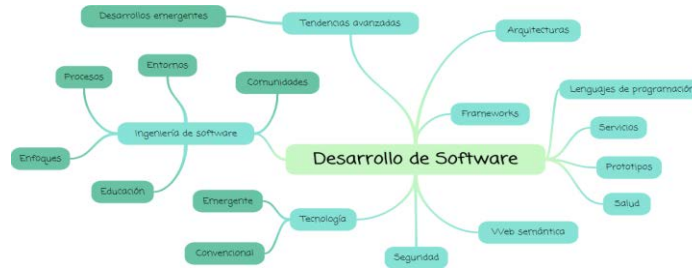 Desarrollos emergentes
Tendencias avanzadas
Arquitecturas
Entornos
Procesos
Comunidades
Lenguajes de programación
Frameworks
Ingeniería de software
Servicios
Desarrollo de Software
Enfoques
Prototipos
Educación
Emergente
Salud
Tecnología
Web semántica
Convencional
Seguridad